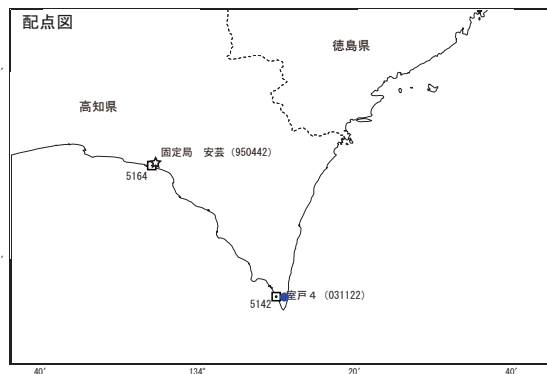 配点図
徳島県
高知県
固定局 安芸（950442）
5164
室戸4（031122）
5142
40′ 134° 20′ 40′